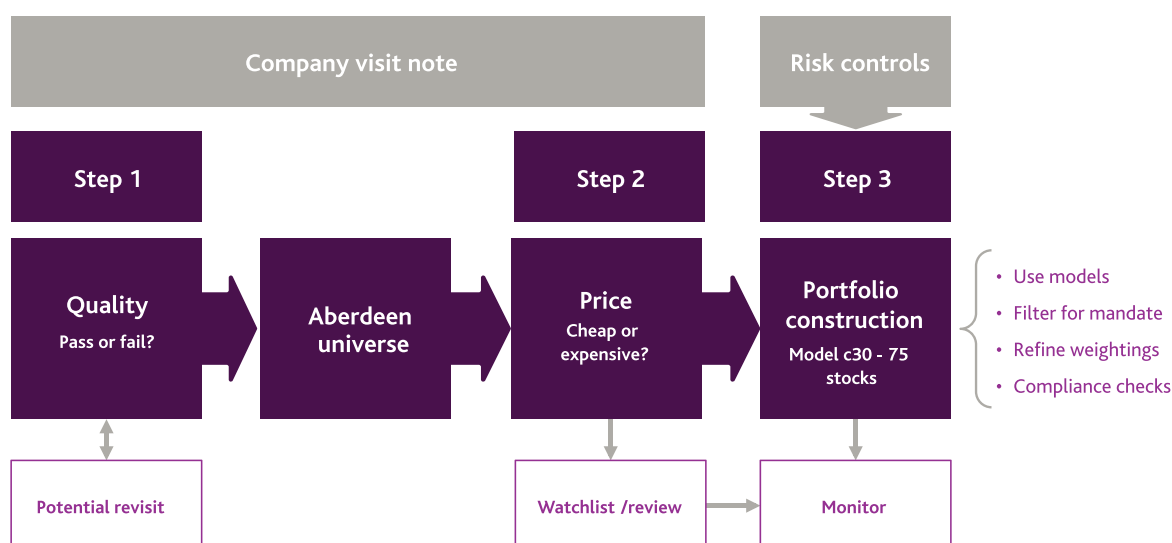 Company visit note
Risk controls
Step 1
Step 2
Step 3
Quality
Pass or fail?
Aberdeen
universe
Price
Cheap or
expensive?
Portfolio
construction
Model c30 - 75
stocks
• Use models
• Filter for mandate
• Refine weightings
• Compliance checks
Potential revisit
Watchlist /review
Monitor